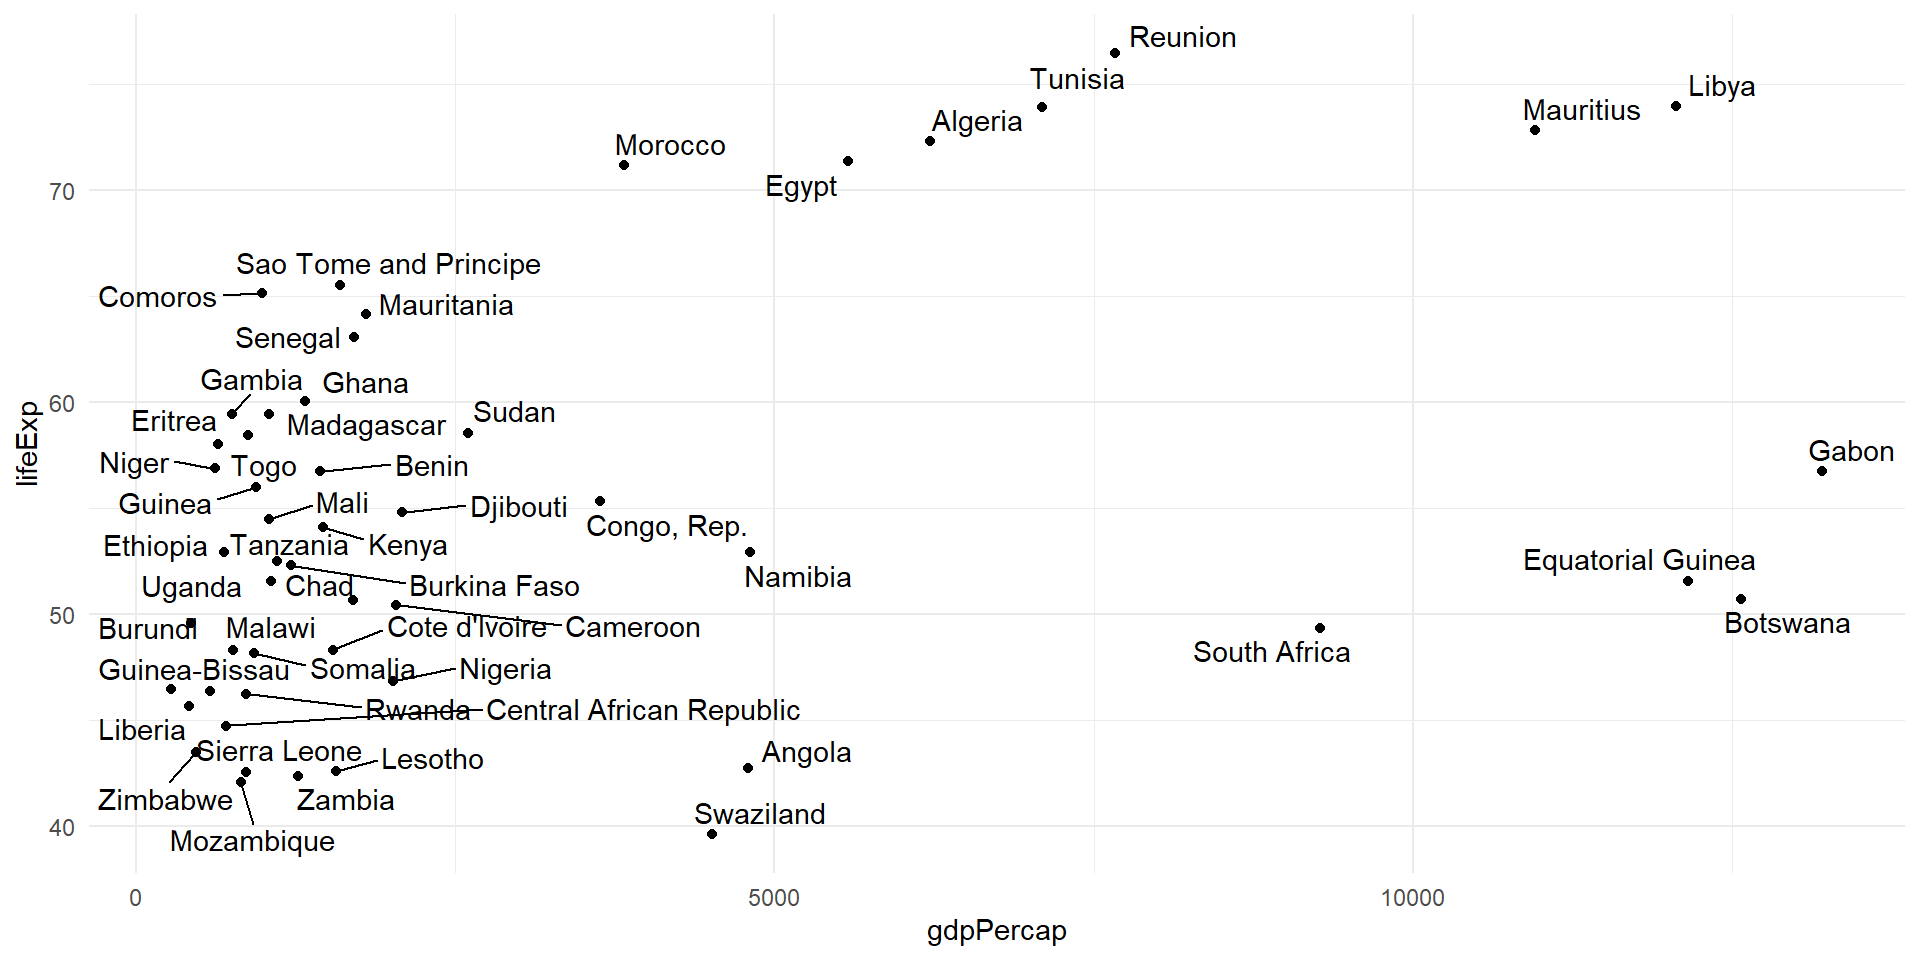 Reunion
Tunisia
Libya
Mauritius
Algeria
Morocco
Egypt
70
Sao Tome and Principe
Comoros
Mauritania
Senegal
Gambia
Ghana
60
Sudan
Eritrea
Madagascar
Gabon
Niger
Togo
Benin
lifeExp
Guinea
Mali
Djibouti
Congo, Rep.
Ethiopia
Tanzania
Kenya
Equatorial Guinea
Namibia
Uganda
Chad
Burkina Faso
50
Burundi
Malawi
Cote d'Ivoire
Cameroon
Botswana
South Africa
Guinea-Bissau
Somalia
Nigeria
Rwanda
Central African Republic
Liberia
Sierra Leone
Lesotho
Angola
Zimbabwe
Zambia
Swaziland
40
Mozambique
0
5000
10000
gdpPercap